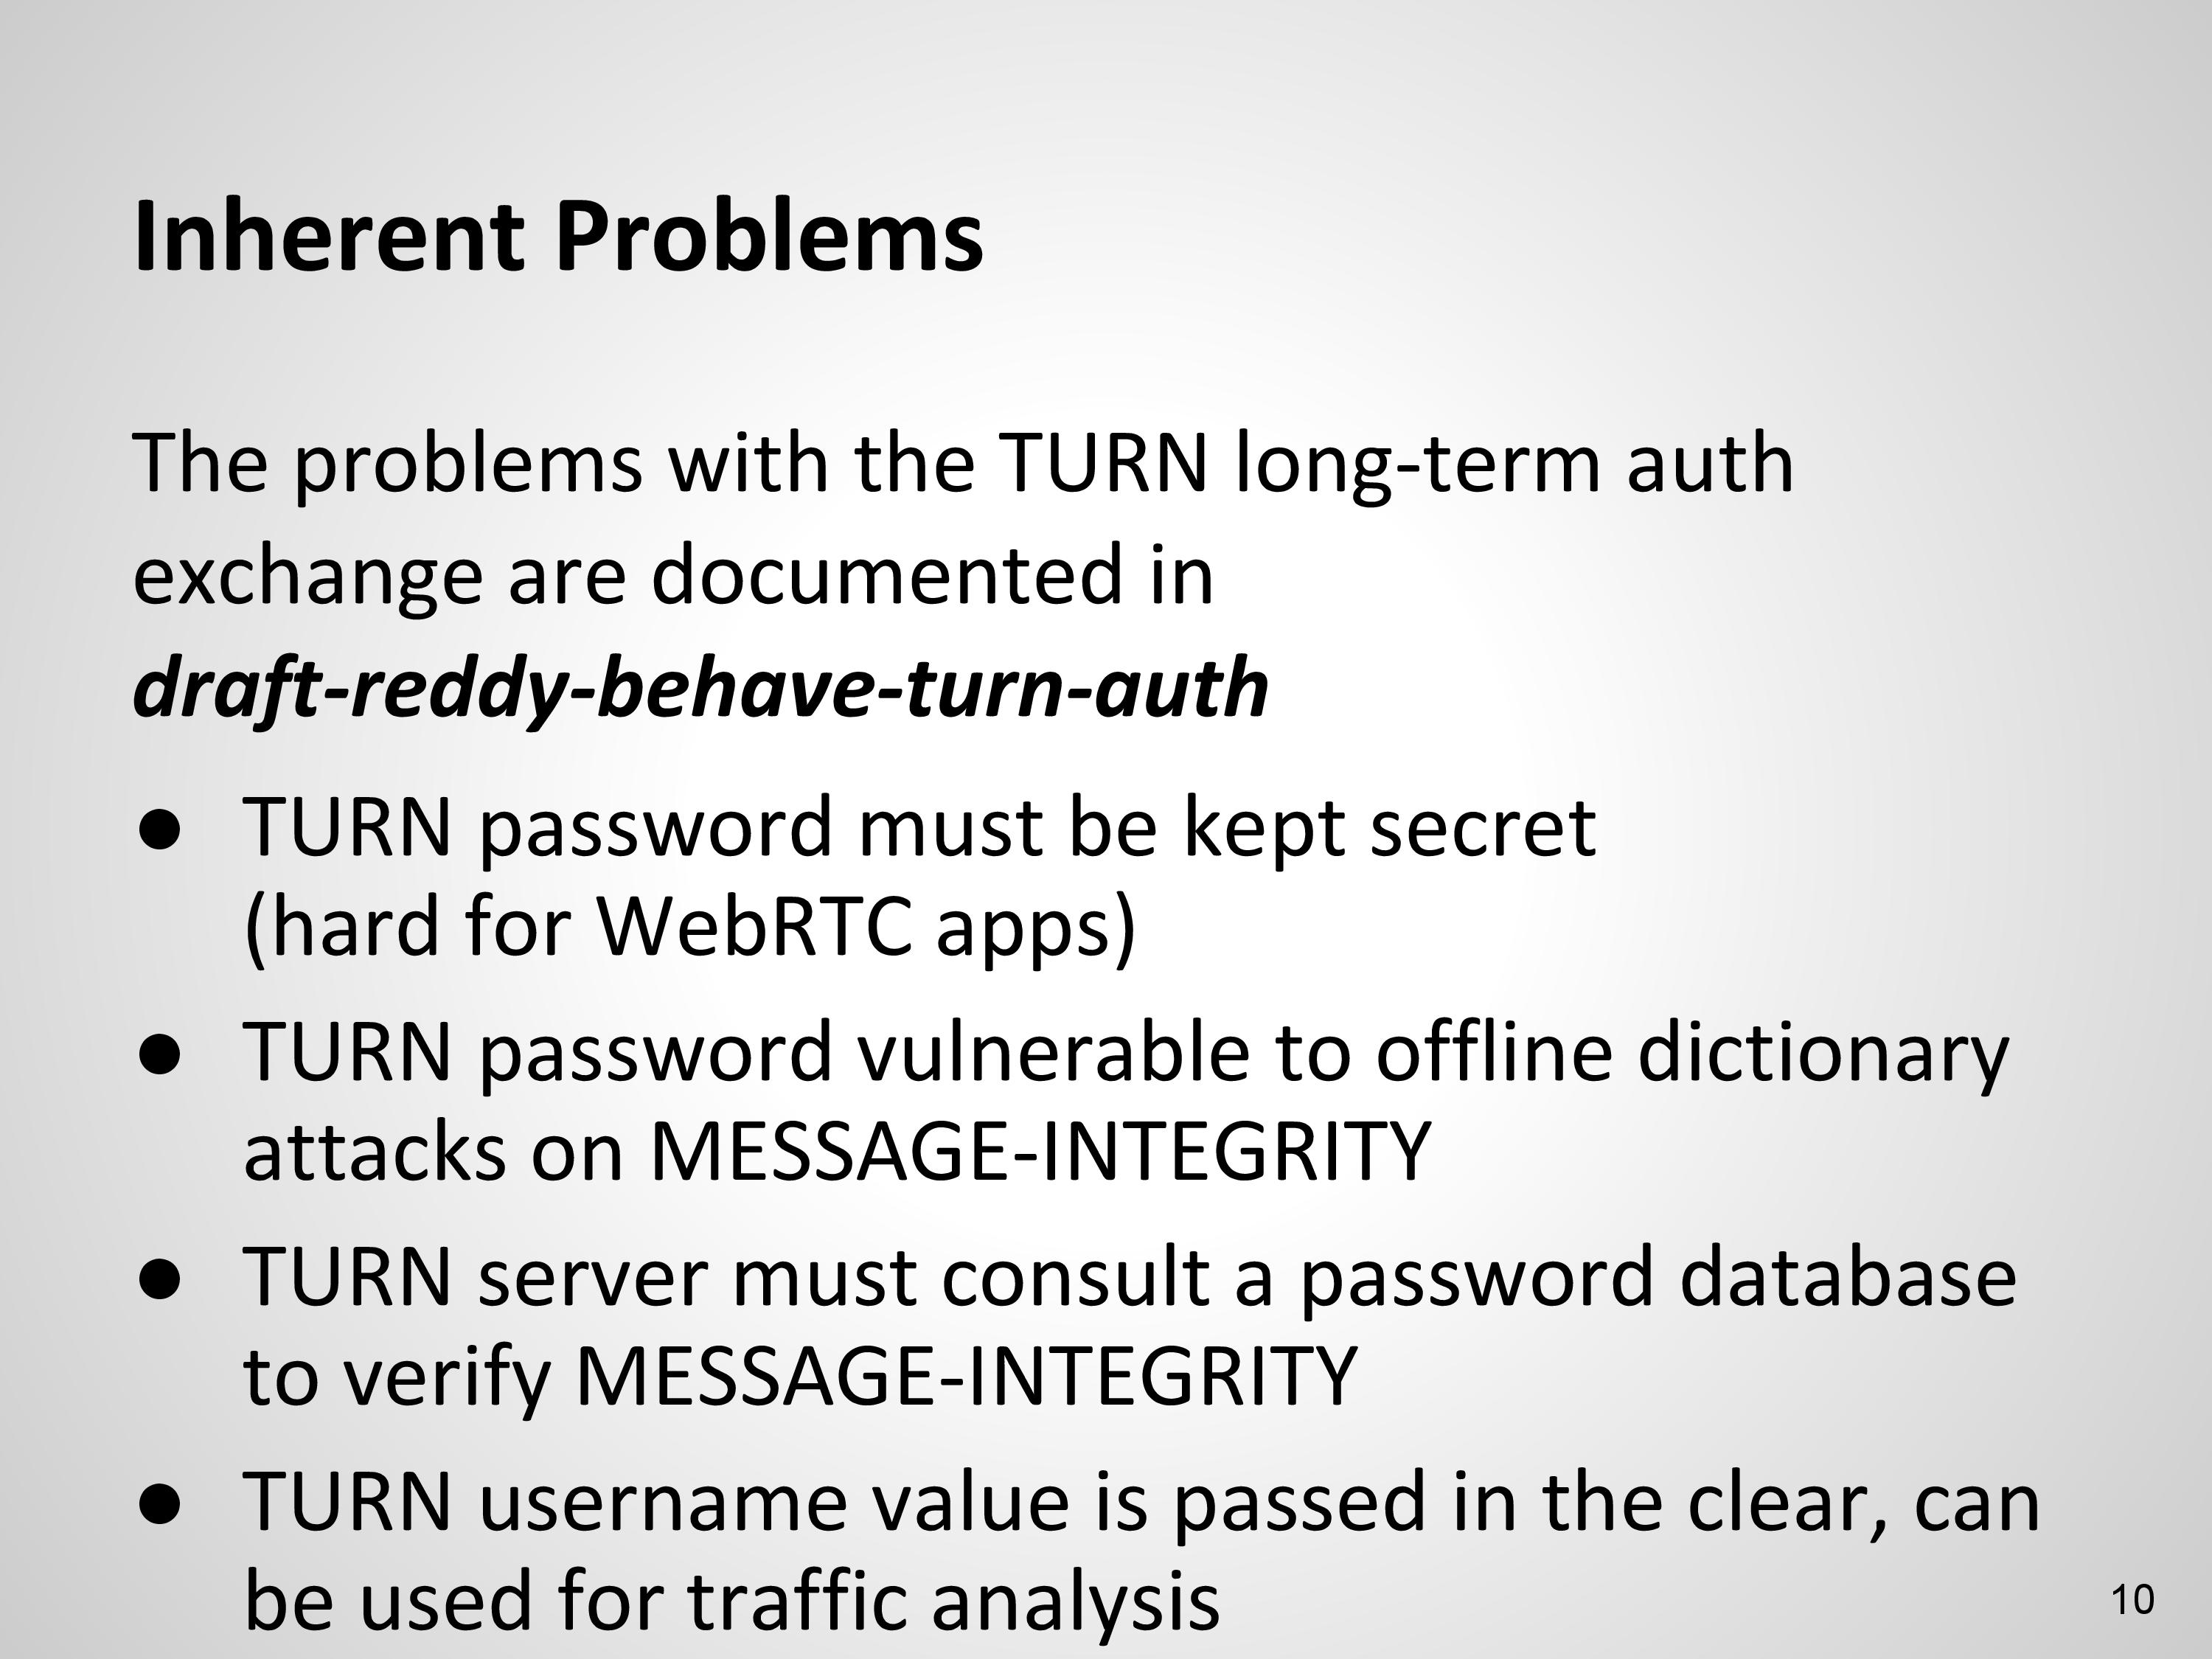 Inherent Problems
The problems with the TURN long-term auth
exchange are documented in
draft-reddy-behave-turn-auth
● TURN password must be kept secret
(hard for WebRTC apps)
● TURN password vulnerable to offline dictionary
attacks on MESSAGE-INTEGRITY
● TURN server must consult a password database
to verify MESSAGE-INTEGRITY
● TURN username value is passed in the clear, can
be used for traffic analysis
10